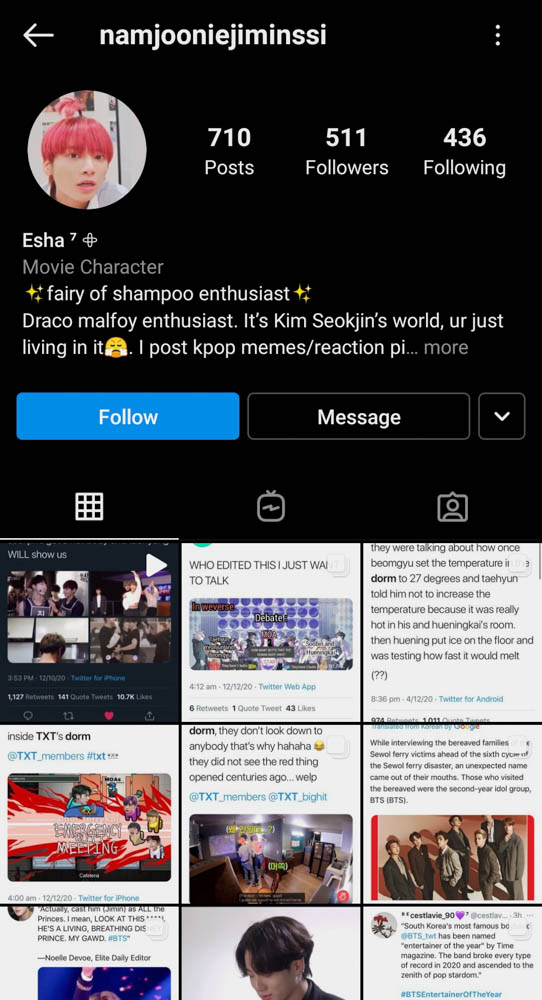 namjooniejiminssi
710
Posts
511
Followers
436
Following
Esha ⁷
Movie Character
✨fairy of shampoo enthusiast✨
Draco malfoy enthusiast. It's Kim Seokjin's world, ur just
living in it😤. I post kpop memes/reaction pi... more
Follow
Message
WILL show us
3:53 PM · 12/10/20 · Twitter for iPhone
1,127 Retweets 141 Quote Tweets 10.7K Likes
WHO EDITED THIS I JUST WANT
TO TALK
In weverse
Debate
MOA
4:12 am · 12/12/20 · Twitter Web App
6 Retweets 1 Quote Tweet 43 Likes
they were talking about how once
beomgyu set the temperature in the
dorm to 27 degrees and taehyun
told him not to increase the
temperature because it was really
hot in his and hueningkai's room.
then huening put ice on the floor and
was testing how fast it would melt
(??)
8:36 pm · 4/12/20 · Twitter for Android
974 Retweets 1,011 Quote Tweets
inside TXT's dorm
@TXT_members #txt
MOAs
EMERGENCY
MEETING
Cafeteria
4:00 am · 12/12/20 · Twitter for iPhone
dorm, they don't look down to
anybody that's why hahaha 😂
they did not see the red thing
opened centuries ago... welp
@TXT_members @TXT_bighit
Translated from Korean by Google
While interviewing the bereaved families of the
Sewol ferry victims ahead of the sixth cycle of
the Sewol ferry disaster, an unexpected name
came out of their mouths. Those who visited
the bereaved were the second-year idol group,
BTS (BTS).
"Actually, cast him (Jimin) as ALL the
Princes. I mean, LOOK AT THIS ****,
HE'S A LIVING, BREATHING DISNEY
PRINCE. MY GAWD. #BTS"
—Noelle Devoe, Elite Daily Editor
cestlavie_90💜⁷ @cestlav... · 3h
"South Korea's most famous boyband
@BTS_twt has been named
"entertainer of the year" by Time
magazine. The band broke every type
of record in 2020 and ascended to the
zenith of pop stardom."
#BTSEntertainerOfTheYear